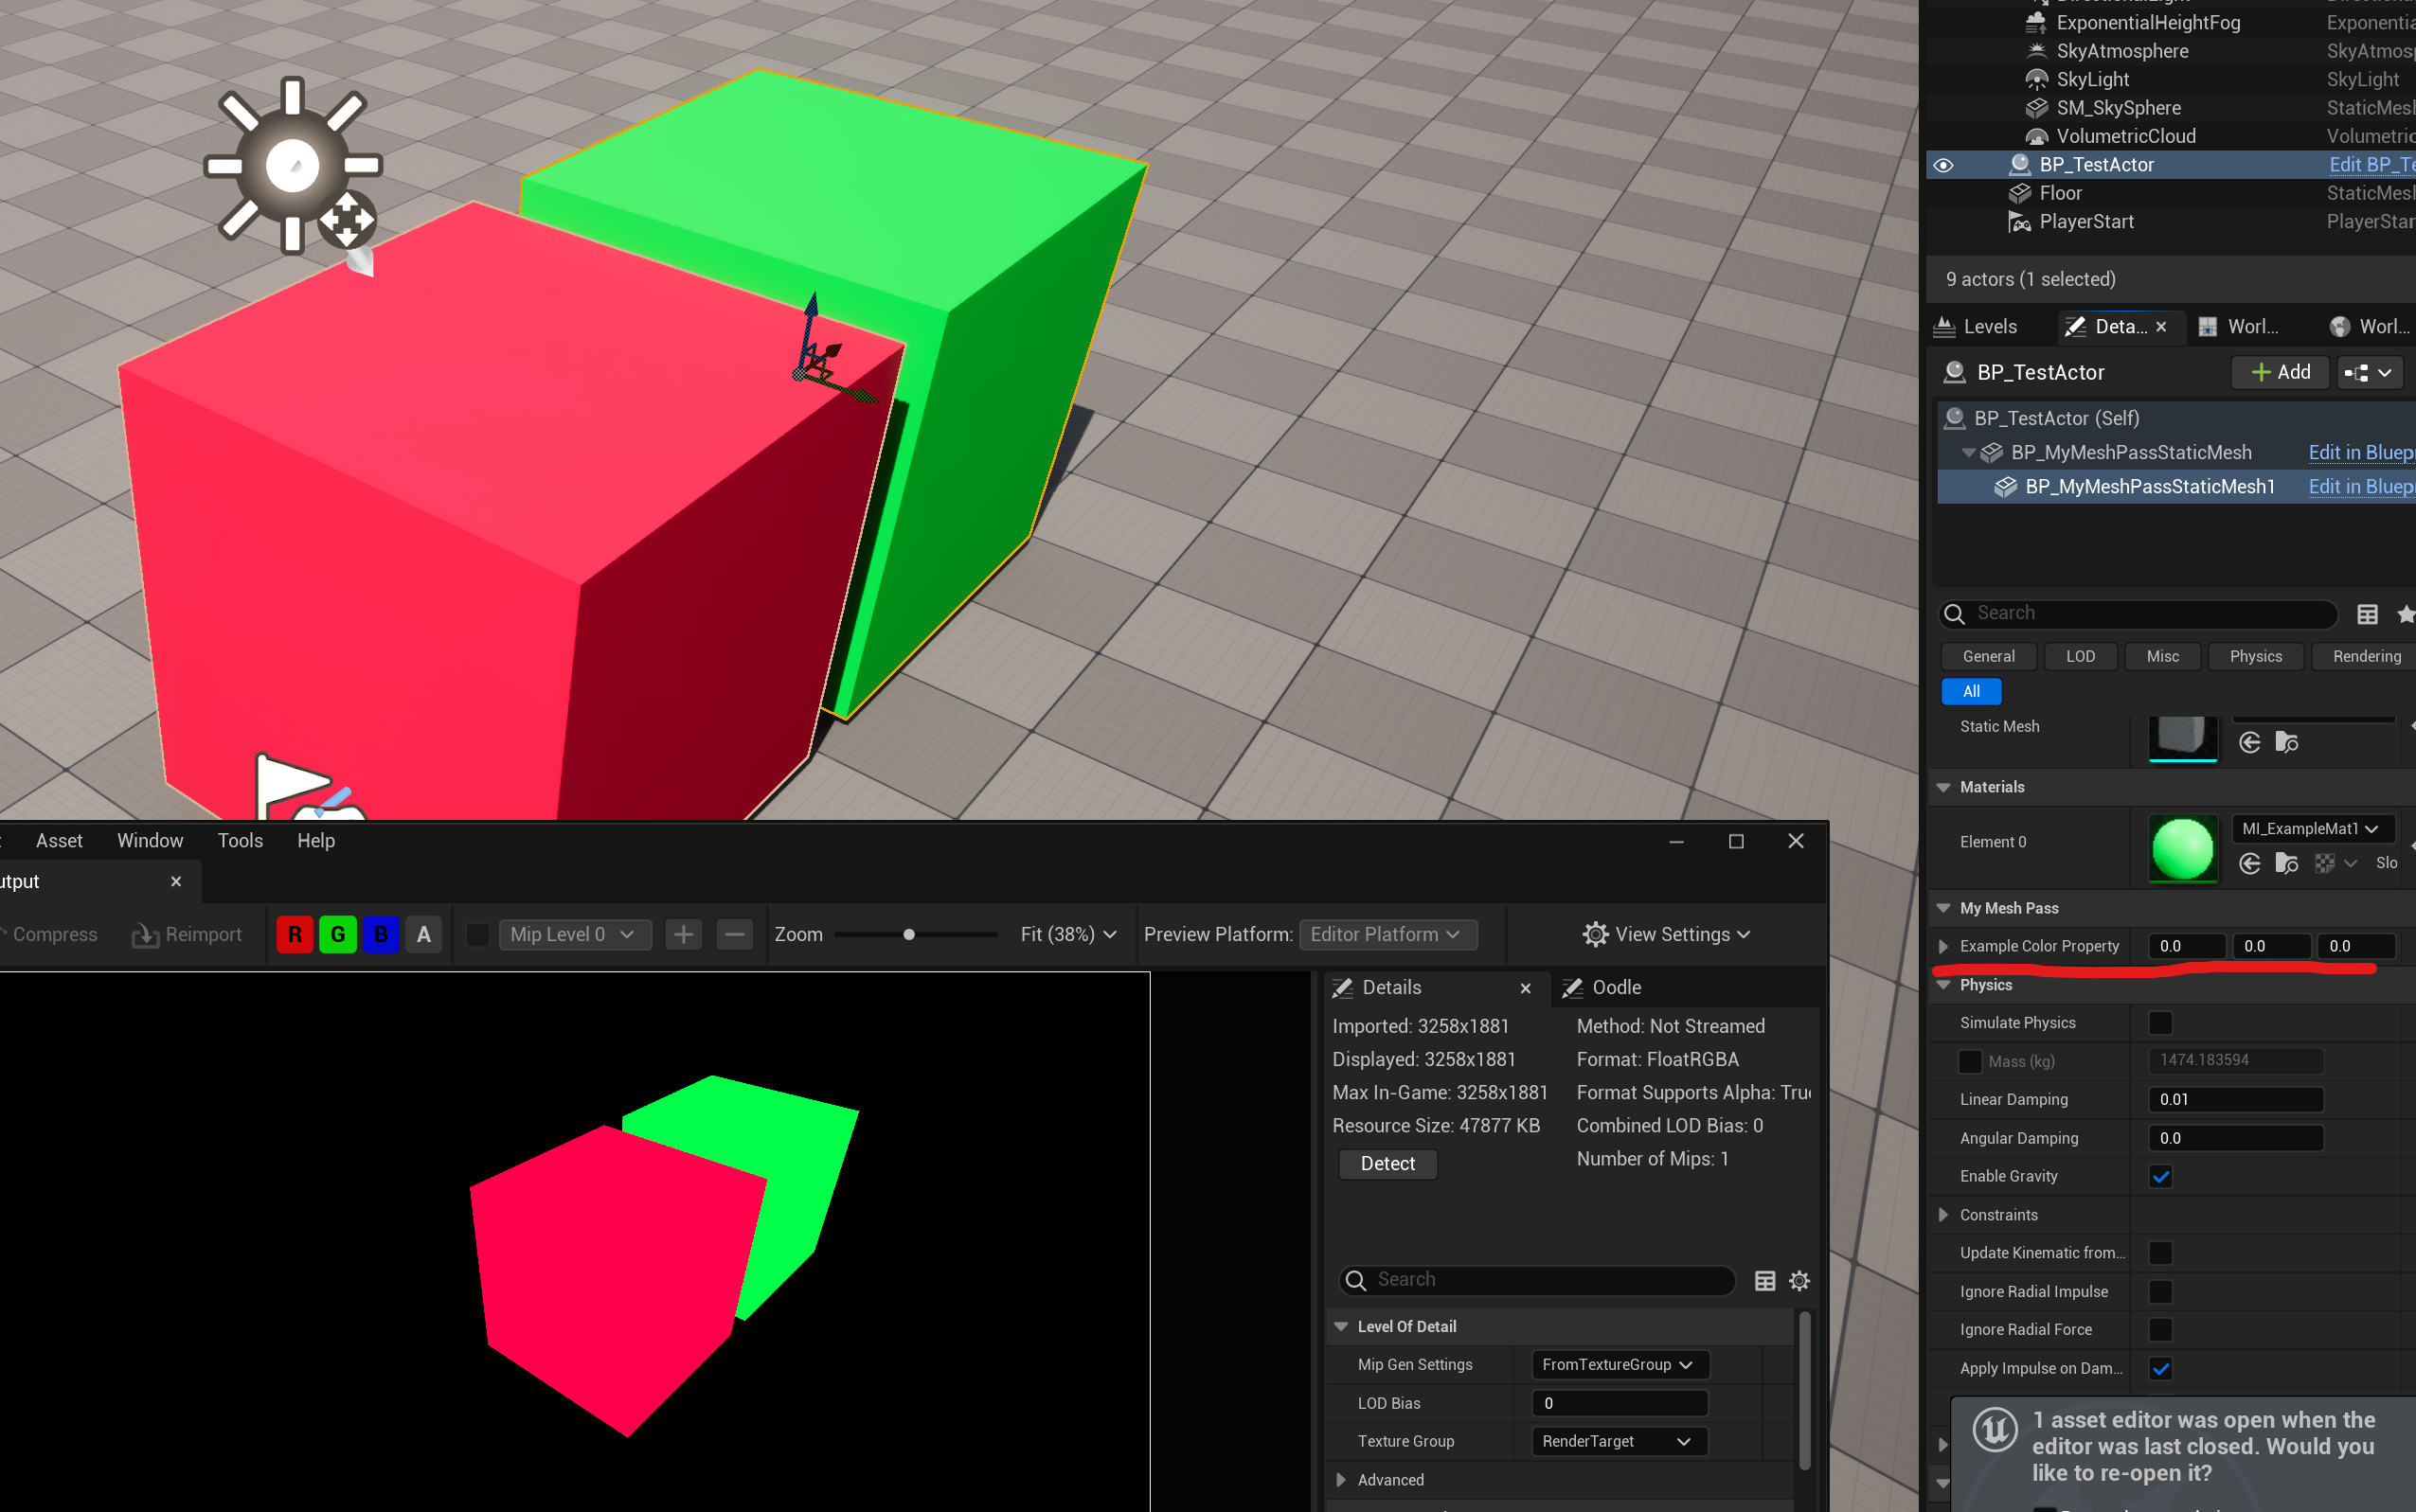 DirectionalLight
ExponentialHeightFog Exponentia
SkyAtmosphere SkyAtmosp
SkyLight SkyLight
SM_SkySphere StaticMesh
VolumetricCloud Volumetric
BP_TestActor Edit BP_Te
Floor StaticMesh
PlayerStart PlayerStar
9 actors (1 selected)
Levels Deta... Worl... Worl...
BP_TestActor Add
BP_TestActor (Self)
BP_MyMeshPassStaticMesh Edit in Bluep
BP_MyMeshPassStaticMesh1 Edit in Bluep
Search
General LOD Misc Physics Rendering
All
Static Mesh
Materials
Element 0 MI_ExampleMat1
Slo
My Mesh Pass
Example Color Property 0.0 0.0 0.0
Physics
Simulate Physics
Mass (kg) 1474.183594
Linear Damping 0.01
Angular Damping 0.0
Enable Gravity
Constraints
Update Kinematic from...
Ignore Radial Impulse
Ignore Radial Force
Apply Impulse on Dam...
1 asset editor was open when the
editor was last closed. Would you
like to re-open it?
Asset Window Tools Help
utput
Compress Reimport R G B A Mip Level 0 Zoom Fit (38%) Preview Platform: Editor Platform View Settings
Details Oodle
Imported: 3258x1881 Method: Not Streamed
Displayed: 3258x1881 Format: FloatRGBA
Max In-Game: 3258x1881 Format Supports Alpha: Tru
Resource Size: 47877 KB Combined LOD Bias: 0
Detect Number of Mips: 1
Search
Level Of Detail
Mip Gen Settings FromTextureGroup
LOD Bias 0
Texture Group RenderTarget
Advanced